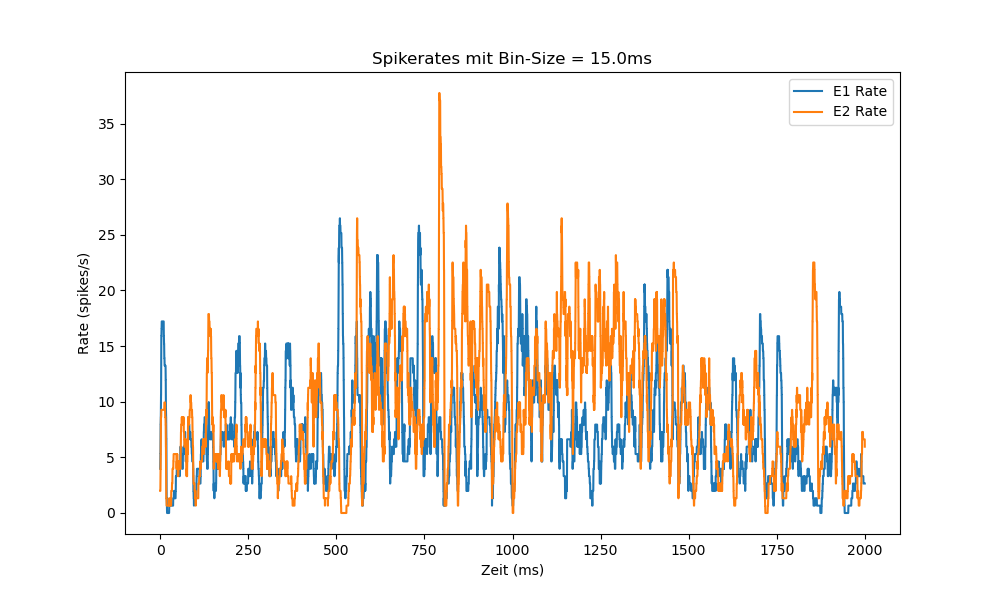 Spikerates mit Bin-Size = 15.0ms
E1 Rate
E2 Rate
Rate (spikes/s)
35
30
25
20
15
10
5
0
0 250 500 750 1000 1250 1500 1750 2000
Zeit (ms)